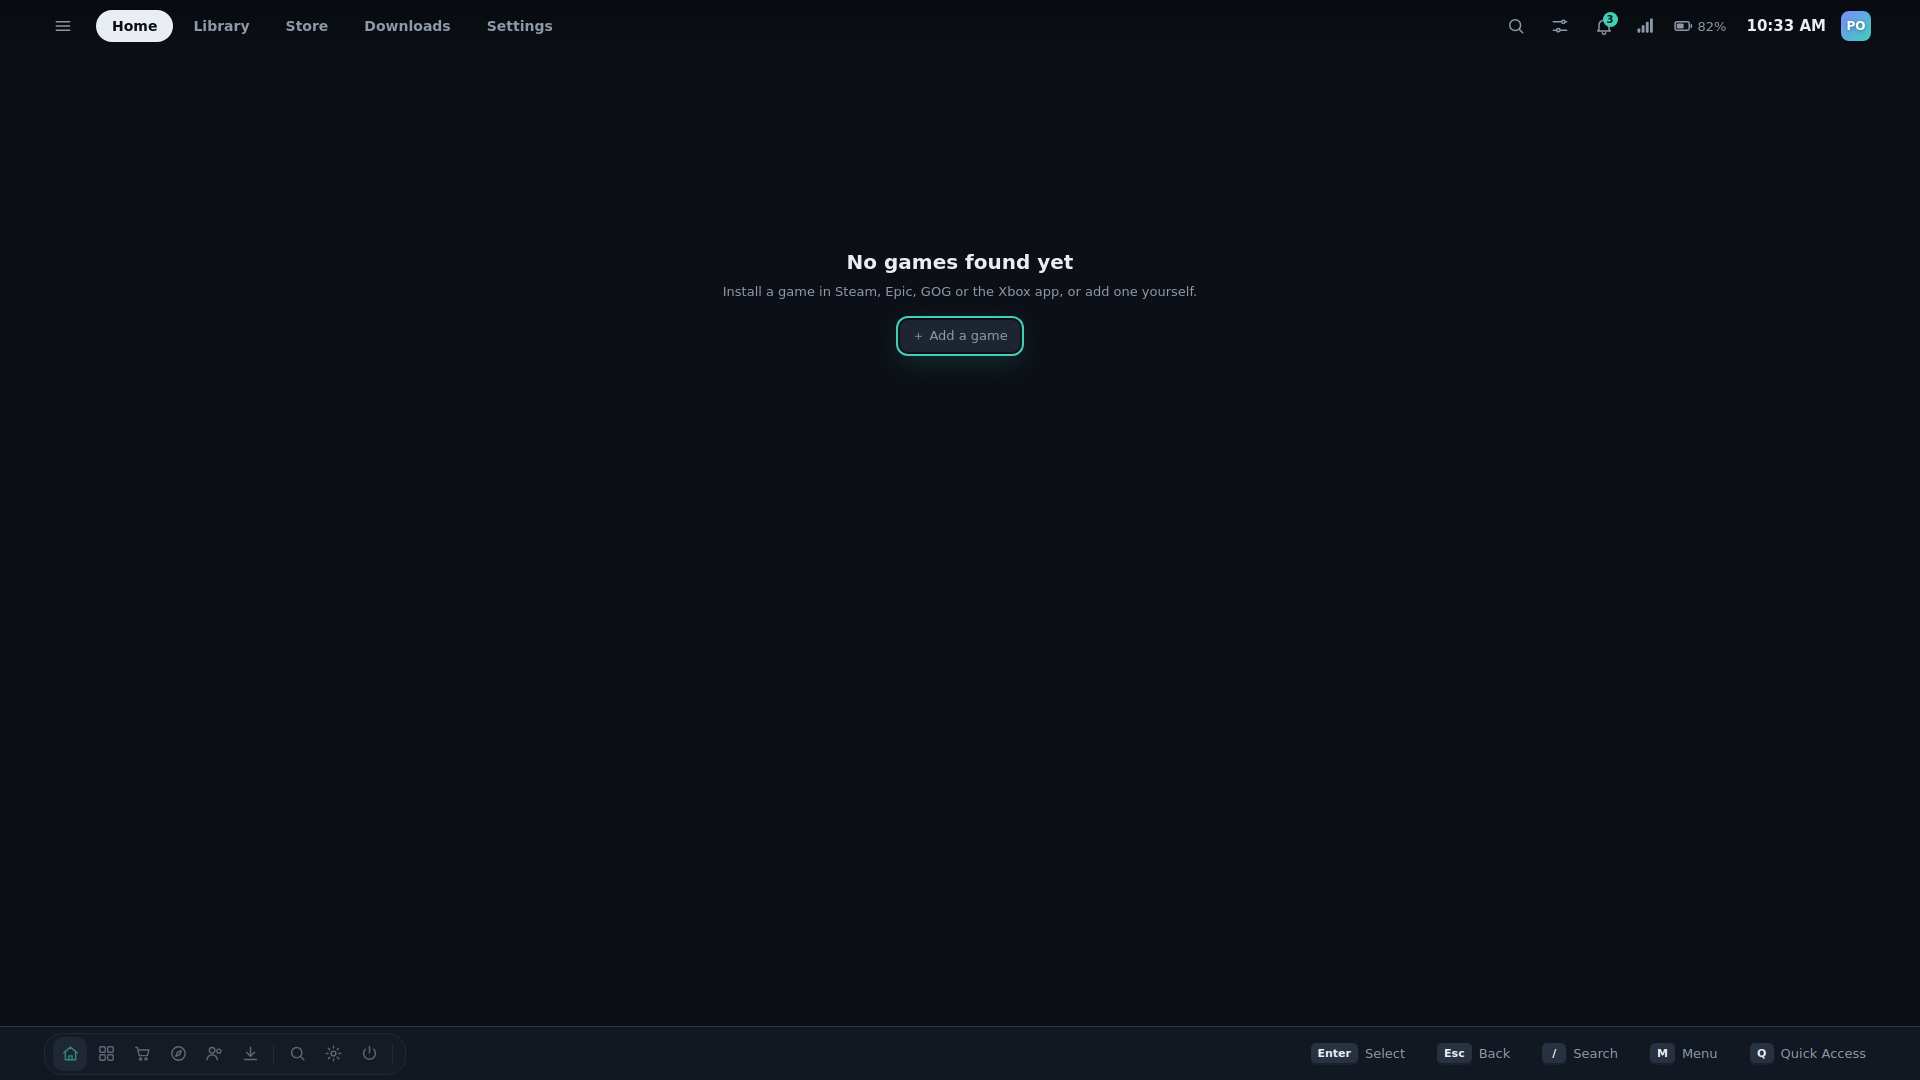 Home Library Store Downloads Settings 3 82% 10:33 AM PO
No games found yet
Install a game in Steam, Epic, GOG or the Xbox app, or add one yourself.
+ Add a game
Enter Select Esc Back / Search M Menu Q Quick Access